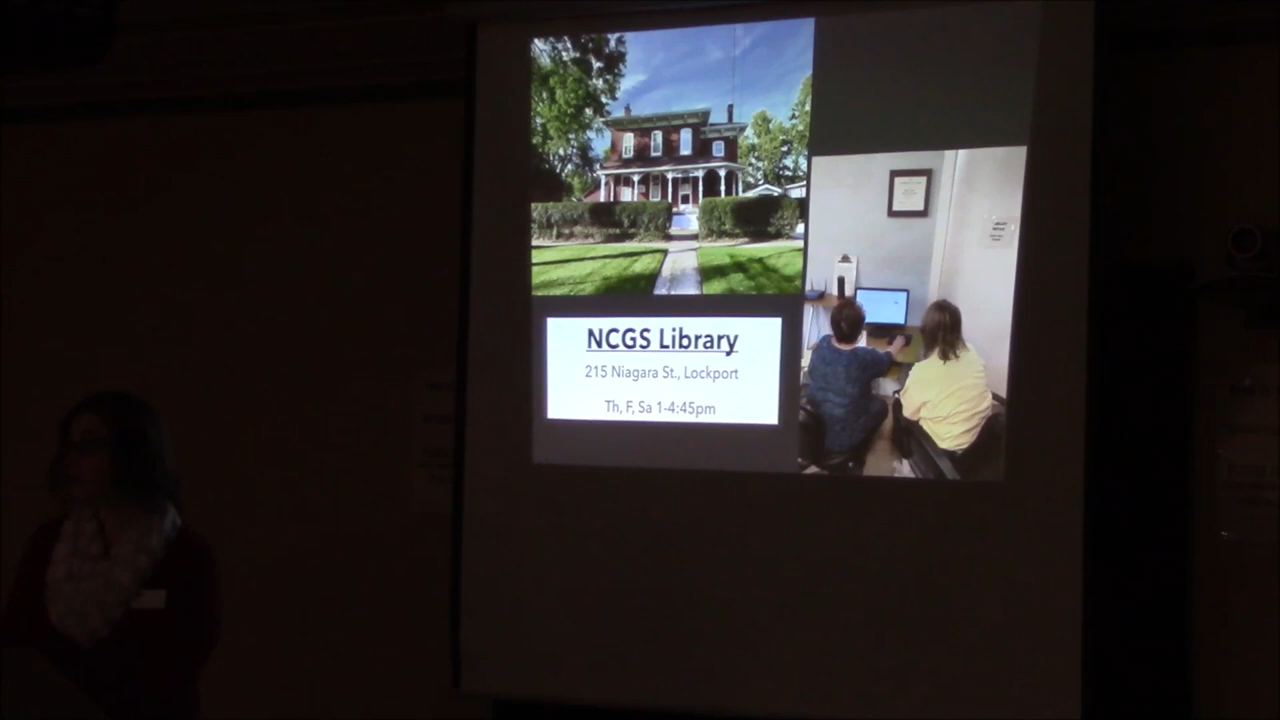 NCGS Library
215 Niagara St., Lockport
Th, F, Sa 1-4:45pm